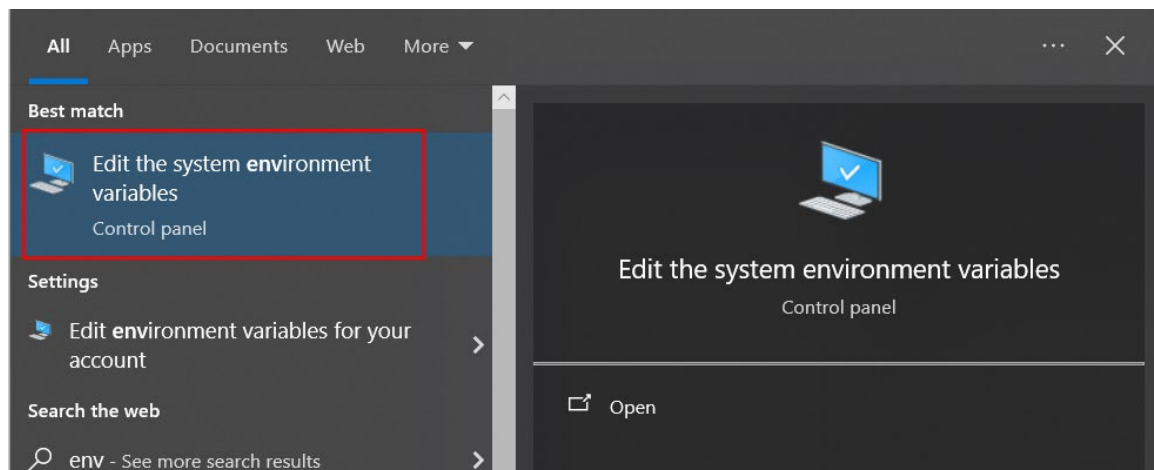 All Apps Documents Web More
Best match
Edit the system environment
variables
Control panel
Settings
Edit environment variables for your
account
Search the web
env - See more search results
Edit the system environment variables
Control panel
Open